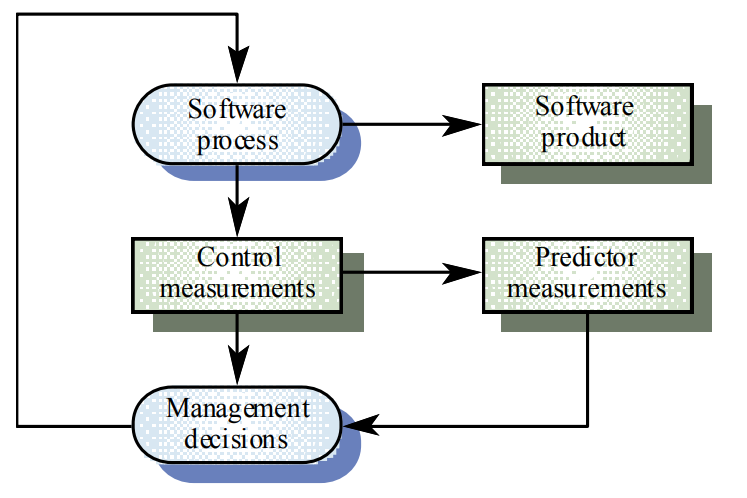 Software
process
Software
product
Control
measurements
Predictor
measurements
Management
decisions